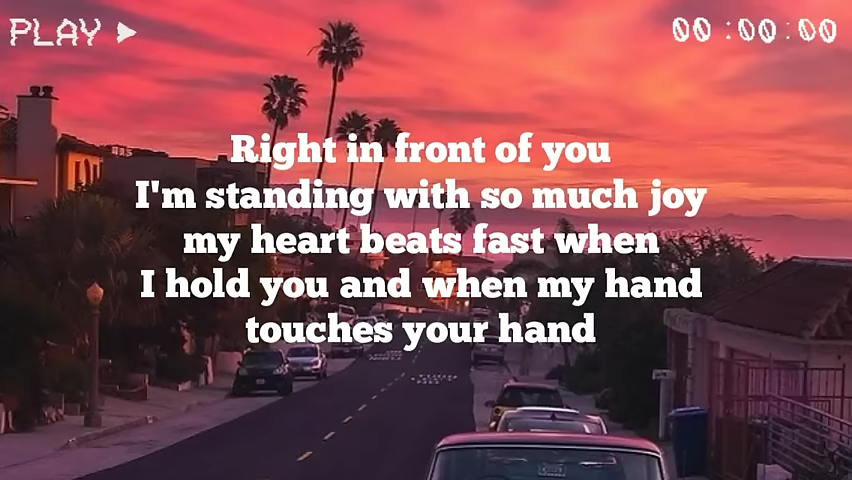 PLAY
00:00:00
Right in front of you
I'm standing with so much joy
my heart beats fast when
I hold you and when my hand
touches your hand